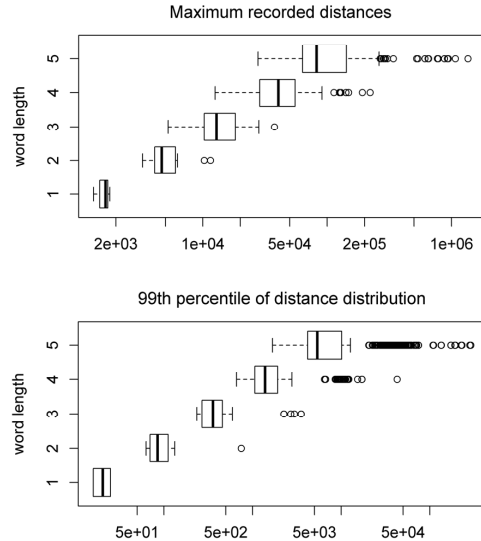 Maximum recorded distances
word length
5
4
3
2
1
2e+03 1e+04 5e+04 2e+05 1e+06
99th percentile of distance distribution
word length
5
4
3
2
1
5e+01 5e+02 5e+03 5e+04